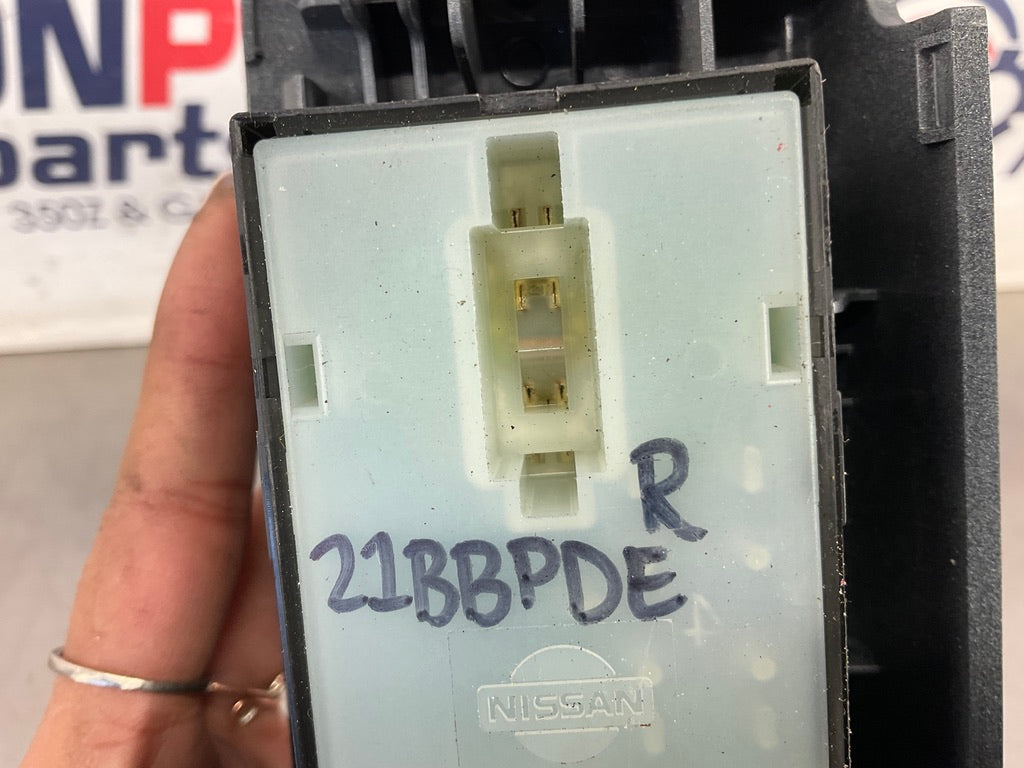 NP
parts
350Z & G
R
21BBPDE
NISSAN